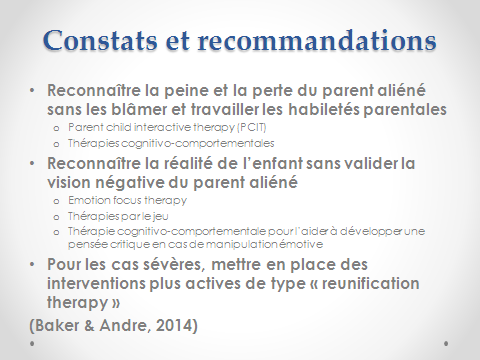 Constats et recommandations
• Reconnaître la peine et la perte du parent aliéné
sans les blâmer et travailler les habiletés parentales
o Parent child interactive therapy (PCIT)
o Thérapies cognitivo-comportementales
• Reconnaître la réalité de l'enfant sans valider la
vision négative du parent aliéné
o Emotion focus therapy
o Thérapies par le jeu
o Thérapie cognitivo-comportementale pour l'aider à développer une
pensée critique en cas de manipulation émotive
• Pour les cas sévères, mettre en place des
interventions plus actives de type « reunification
therapy »
(Baker & Andre, 2014)